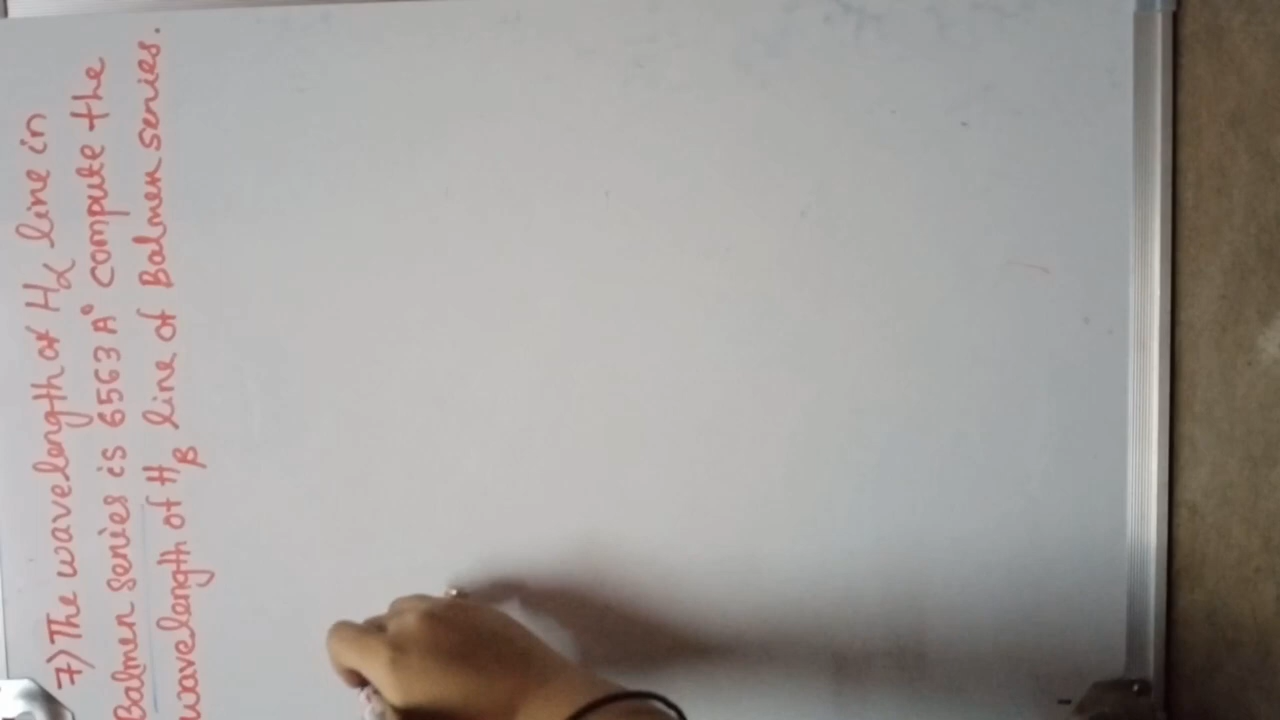 7) The wavelength of Hα line in
Balmer series is 6563 A° compute the
wavelength of Hβ line of Balmer series.